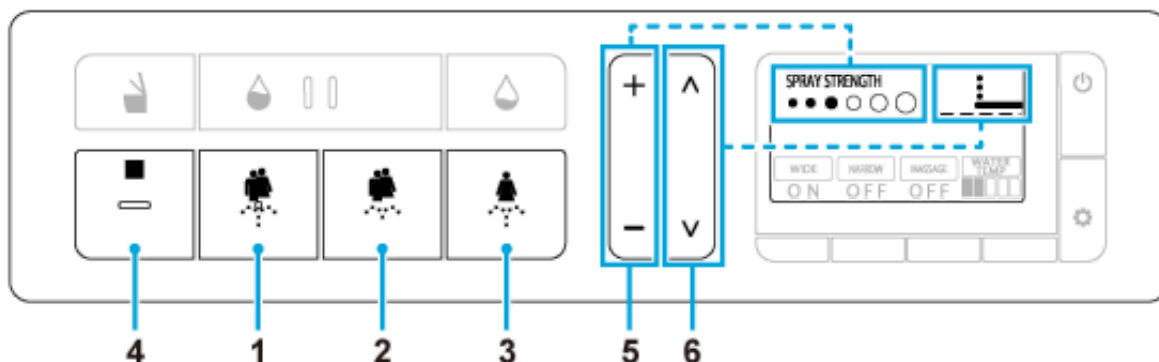 + ∧
SPRAY STRENGTH
WIDE NARROW MASSAGE WATER TEMP
ON OFF OFF
− ∨
4 1 2 3 5 6